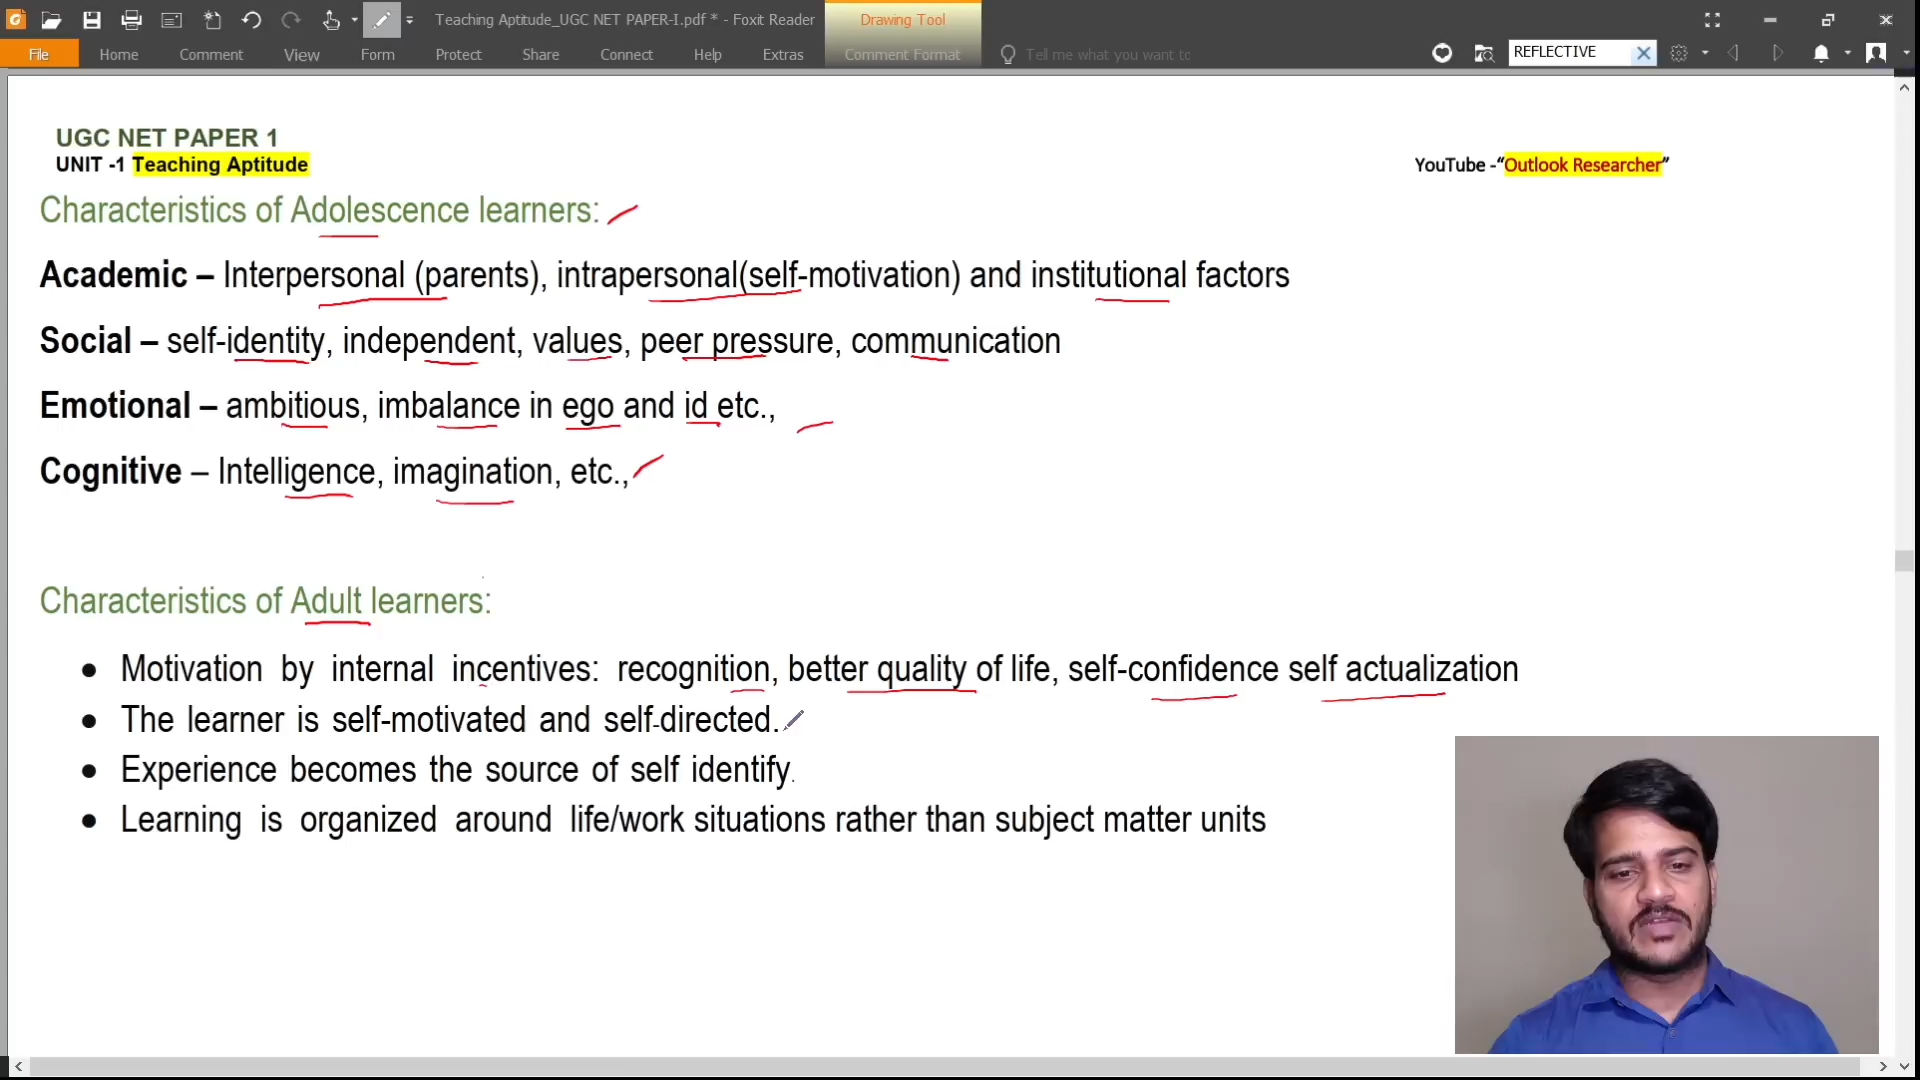 Teaching Aptitude_UGC NET PAPER-I.pdf * - Foxit Reader
Drawing Tool
File Home Comment View Form Protect Share Connect Help Extras Comment Format Tell me what you want to
REFLECTIVE
UGC NET PAPER 1
UNIT -1 Teaching Aptitude
YouTube -“Outlook Researcher”
Characteristics of Adolescence learners:
Academic – Interpersonal (parents), intrapersonal(self-motivation) and institutional factors
Social – self-identity, independent, values, peer pressure, communication
Emotional – ambitious, imbalance in ego and id etc.,
Cognitive – Intelligence, imagination, etc.,
Characteristics of Adult learners:
• Motivation by internal incentives: recognition, better quality of life, self-confidence self actualization
• The learner is self-motivated and self-directed.
• Experience becomes the source of self identify.
• Learning is organized around life/work situations rather than subject matter units